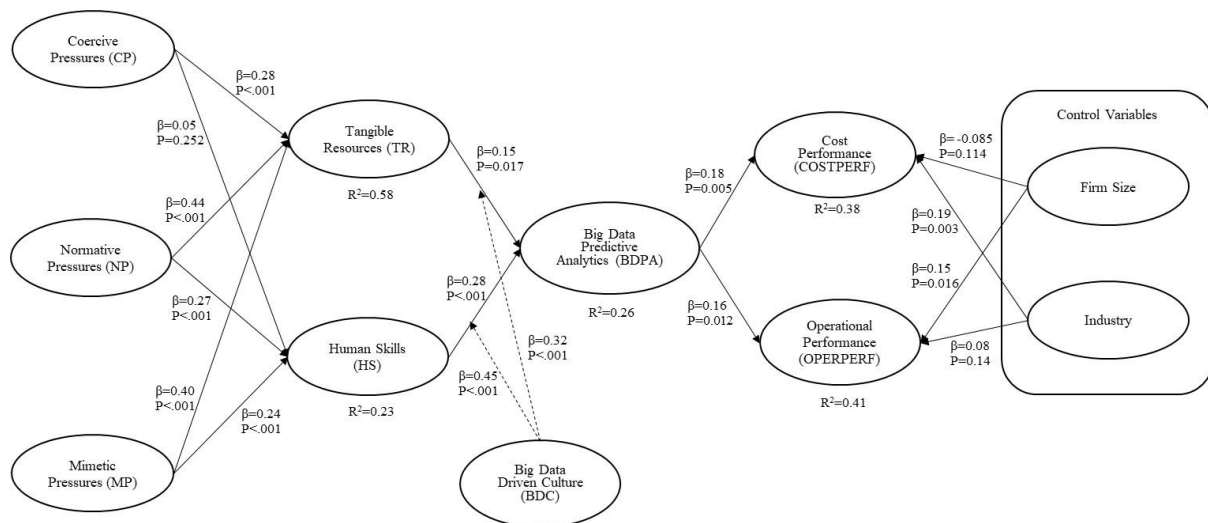 Coercive
Pressures (CP)
β=0.28
P<.001
β=0.05
P=0.252
Tangible
Resources (TR)
R²=0.58
β=0.44
P<.001
Normative
Pressures (NP)
β=0.27
P<.001
Human Skills
(HS)
R²=0.23
β=0.40
P<.001
β=0.24
P<.001
Mimetic
Pressures (MP)
β=0.15
P=0.017
β=0.28
P<.001
β=0.32
P<.001
β=0.45
P<.001
Big Data
Driven Culture
(BDC)
Big Data
Predictive
Analytics (BDPA)
R²=0.26
β=0.18
P=0.005
β=0.16
P=0.012
Cost
Performance
(COSTPERF)
R²=0.38
Operational
Performance
(OPERPERF)
R²=0.41
β= -0.085
P=0.114
β=0.19
P=0.003
β=0.15
P=0.016
β=0.08
P=0.14
Control Variables
Firm Size
Industry